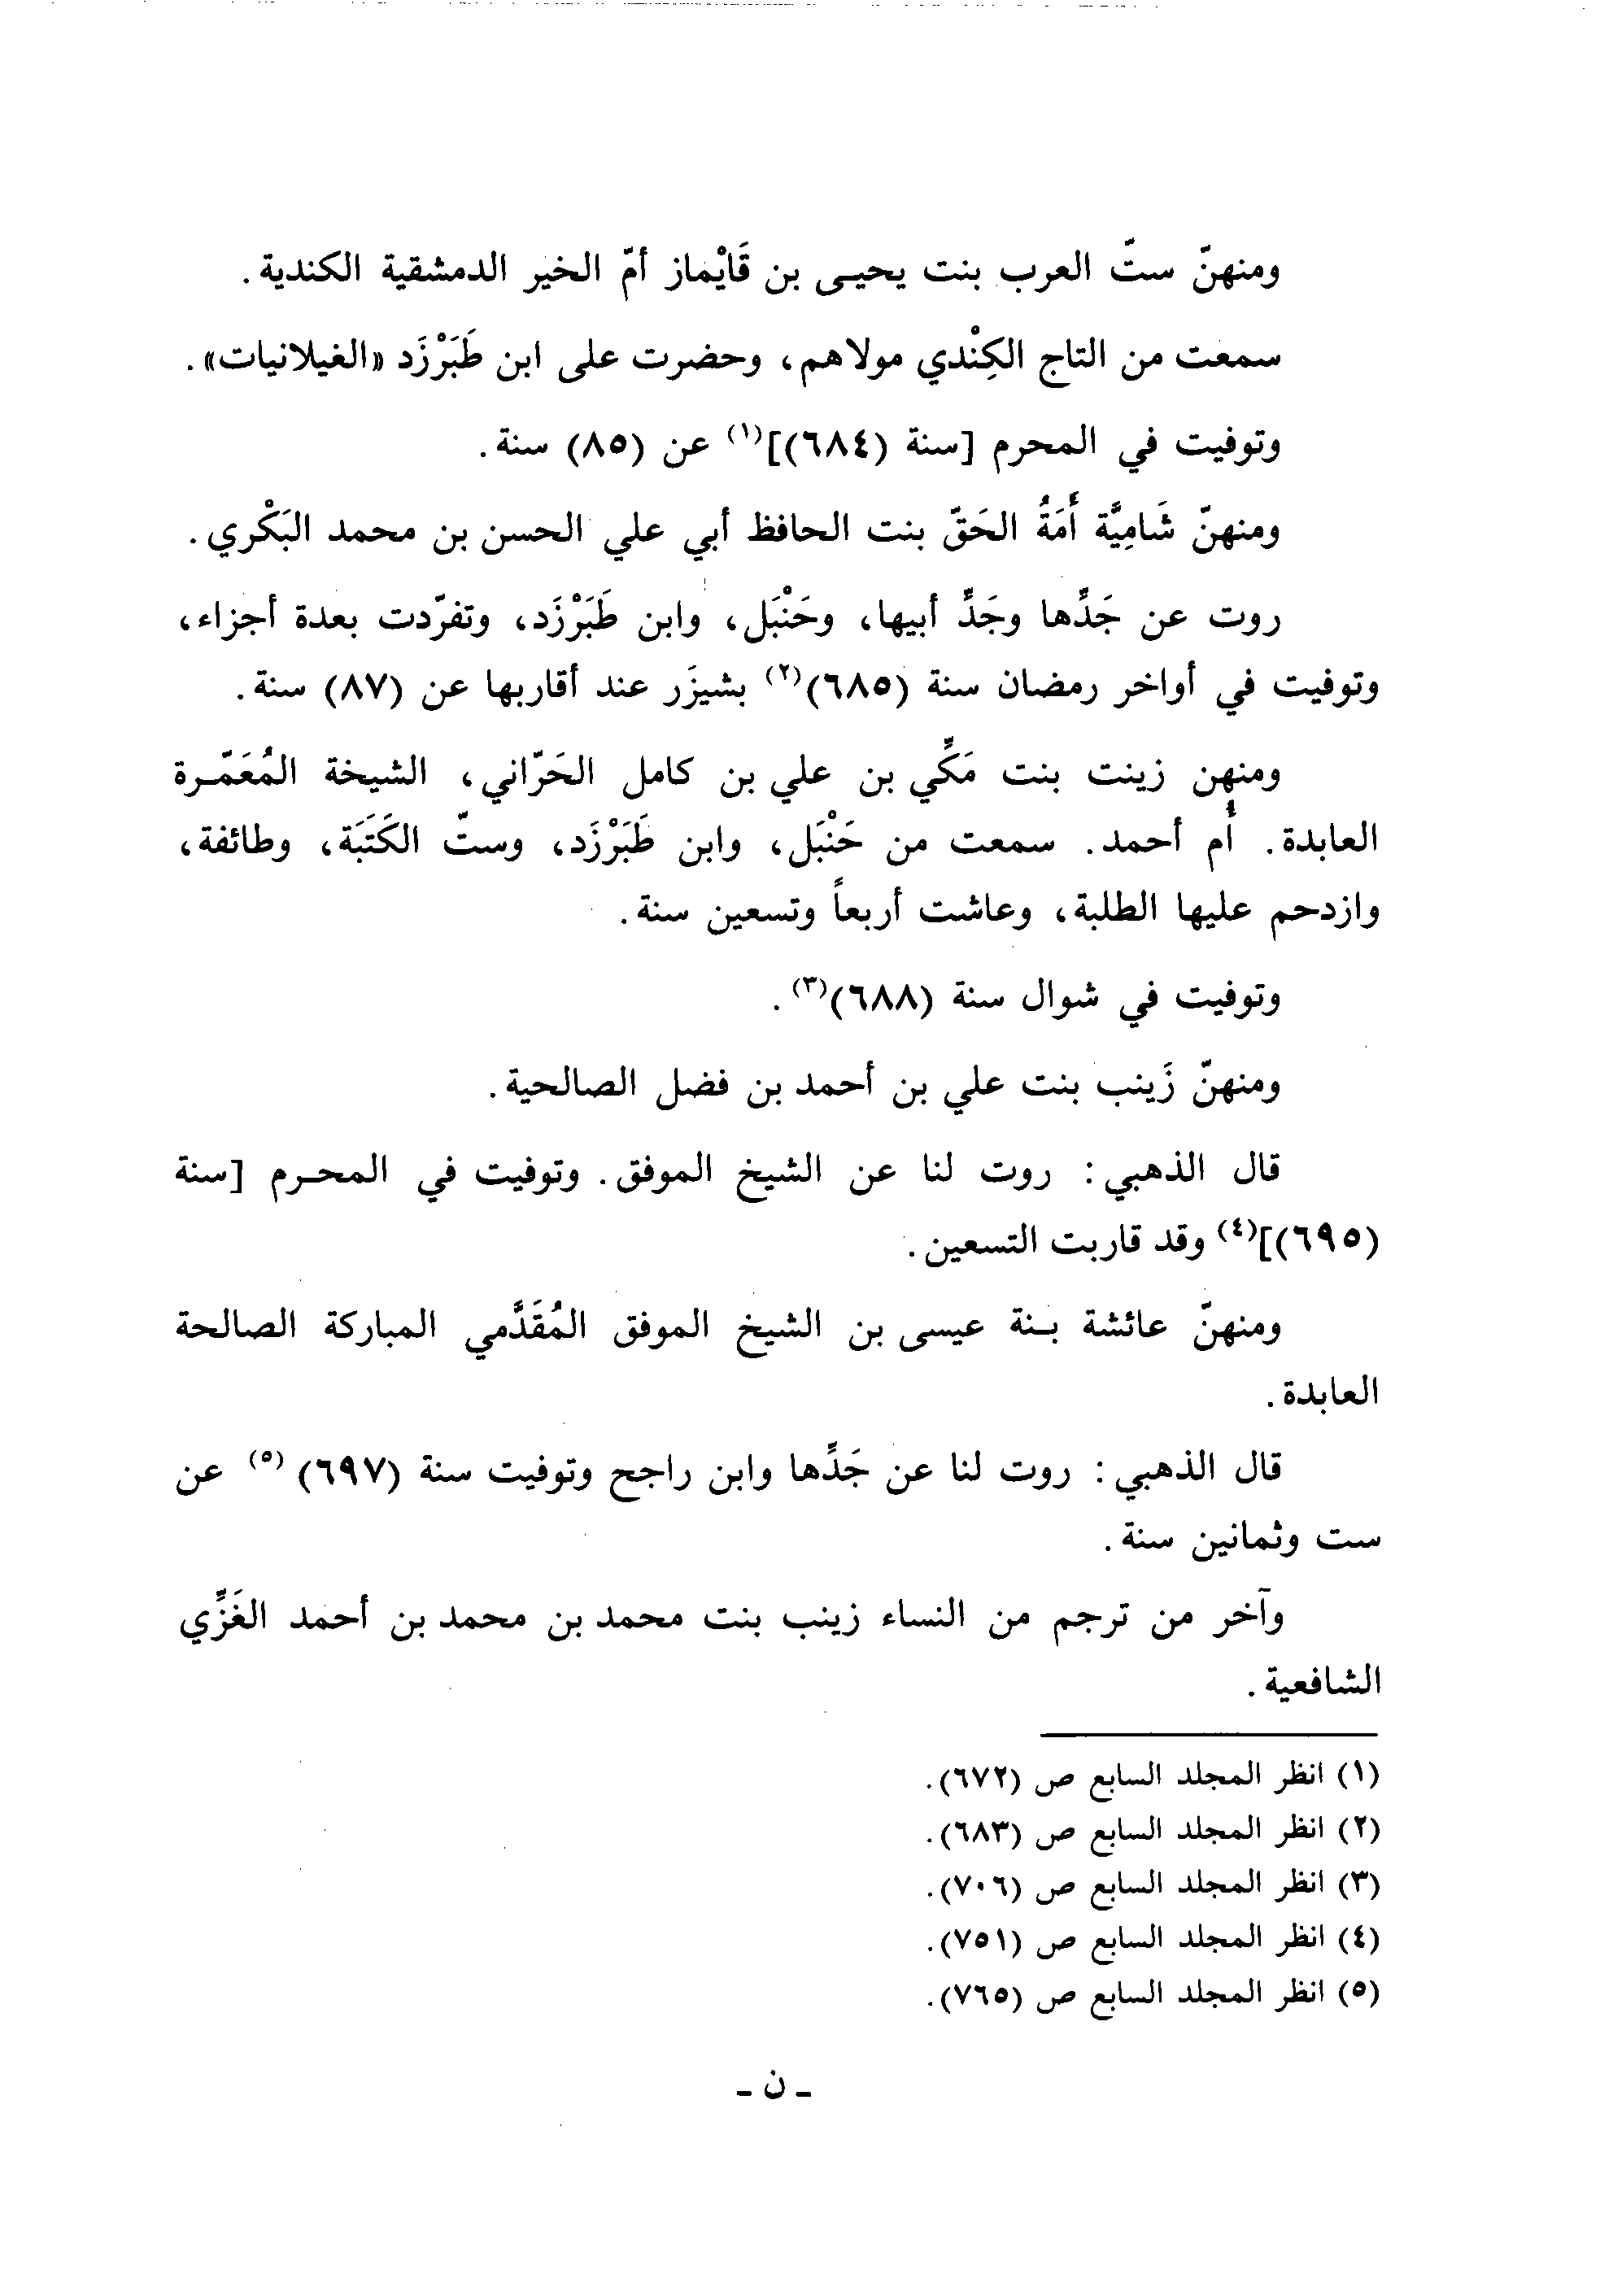 ومنهنّ ستّ العرب بنت يحيـى بن قَايْماز أمّ الخير الدمشقية الكندية.
سمعت من التاج الكِنْدي مولاهم، وحضرت على ابن طَبَرْزَد «الغيلانيات».
وتوفيت في المحرم [سنة (٦٨٤)](١) عن (٨٥) سنة.
ومنهنّ شَامِيَّة أَمَةُ الحَقّ بنت الحافظ أبي علي الحسن بن محمد البَكْري.
روت عن جَدِّها وجَدِّ أبيها، وحَنْبَل، وابن طَبَرْزَد، وتفرّدت بعدة أجزاء،
وتوفيت في أواخر رمضان سنة (٦٨٥)(٢) بشيزَر عند أقاربها عن (٨٧) سنة.
ومنهن زينت بنت مَكِّي بن علي بن كامل الحَرّاني، الشيخة المُعَمّـرة
العابدة. أُم أحمد. سمعت من حَنْبَل، وابن طَبَرْزَد، وستّ الكَتَبَة، وطائفة،
وازدحم عليها الطلبة، وعاشت أربعاً وتسعين سنة.
وتوفيت في شوال سنة (٦٨٨)(٣).
ومنهنّ زَينب بنت علي بن أحمد بن فضل الصالحية.
قال الذهبي: روت لنا عن الشيخ الموفق. وتوفيت في المحـرم [سنة
(٦٩٥)](٤) وقد قاربت التسعين.
ومنهنّ عائشة بـنة عيسى بن الشيخ الموفق المُقَدَّمي المباركة الصالحة
العابدة.
قال الذهبي: روت لنا عن جَدِّها وابن راجح وتوفيت سنة (٦٩٧) (٥) عن
ست وثمانين سنة.
وآخر من ترجم من النساء زينب بنت محمد بن محمد بن أحمد الغَزِّي
الشافعية.
(١) انظر المجلد السابع ص (٦٧٢).
(٢) انظر المجلد السابع ص (٦٨٣).
(٣) انظر المجلد السابع ص (٧٠٦).
(٤) انظر المجلد السابع ص (٧٥١).
(٥) انظر المجلد السابع ص (٧٦٥).
- ن -